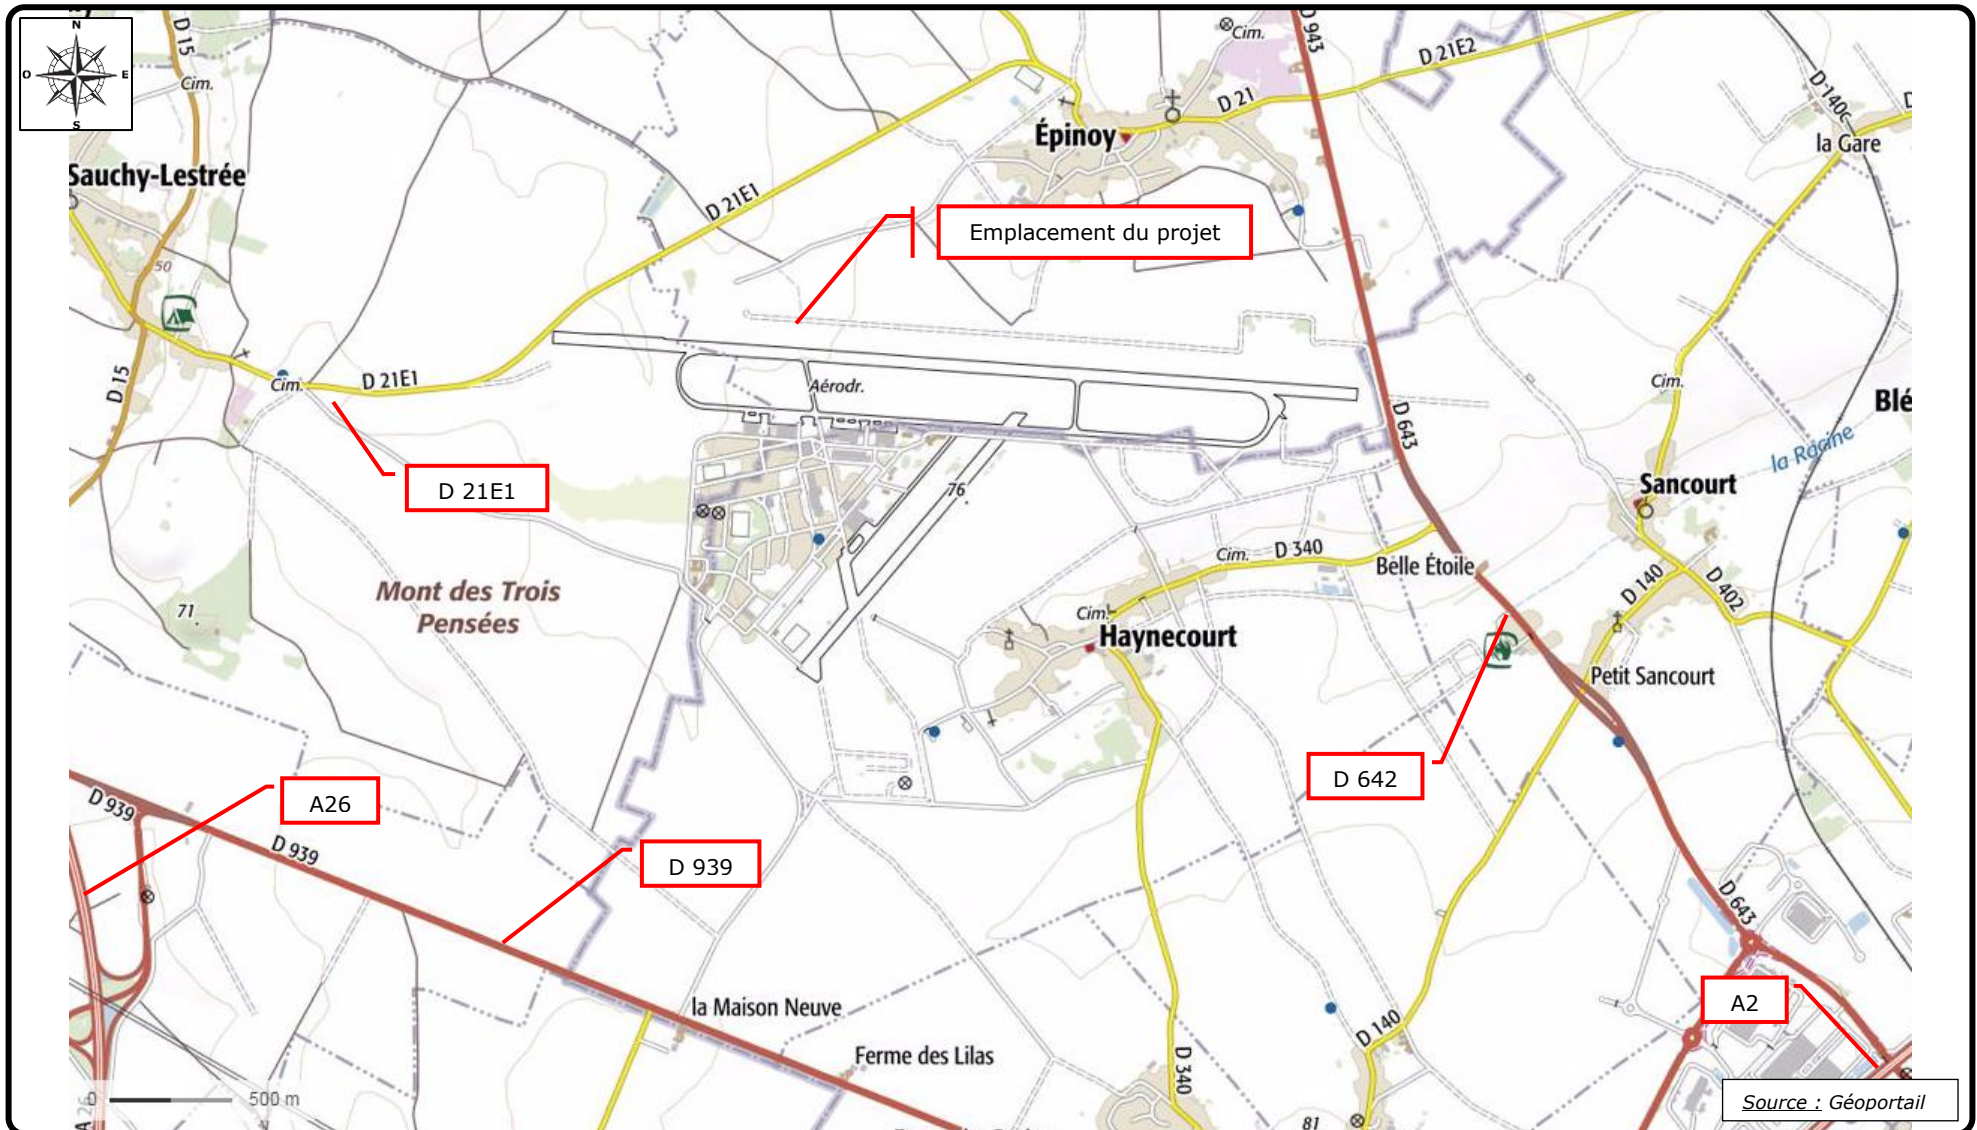 N
O
E
S
D 15
Cim.
Cim.
D 943
D 21E2
D 140c
D
la Gare
D 21
Épinoy
Sauchy-Lestrée
D 21E1
Emplacement du projet
50
D 15
Cim.
D 21E1
Aérodr.
D 643
Cim.
Blé
la Racine
Sancourt
D 21E1
76
Cim.
D 340
Belle Étoile
D 140
D 402
Mont des Trois
Pensées
71
Cim.
Haynecourt
Petit Sancourt
D 642
A26
D 939
D 939
D 939
D 643
A2
la Maison Neuve
D 140
Ferme des Lilas
D 340
0
500 m
A 26
81
Source : Géoportail